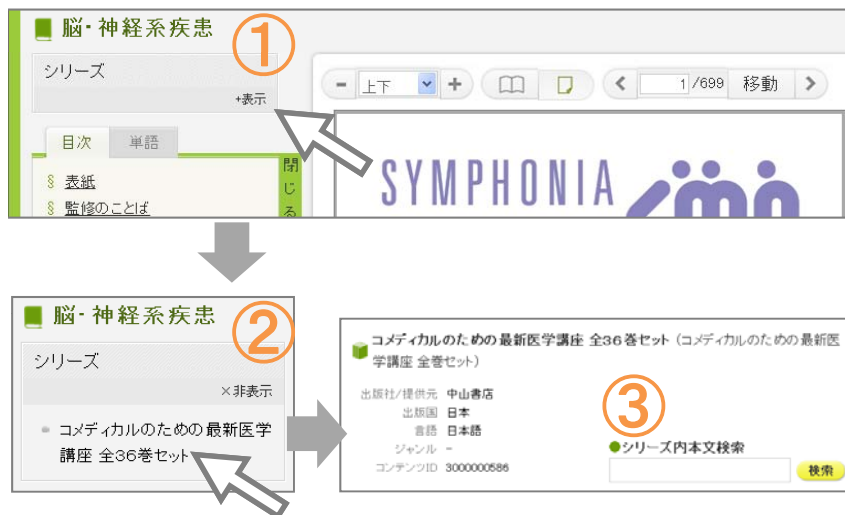 脳・神経系疾患
①
シリーズ
+表示
目次 単語
§ 表紙
§ 監修のことば
閉じる
- 上下 +
1 /699 移動
SYMPHONIA
脳・神経系疾患
②
シリーズ
×非表示
コメディカルのための最新医学
講座 全36巻セット
コメディカルのための最新医学講座 全36巻セット (コメディカルのための最新医
学講座 全巻セット)
出版社/提供元 中山書店
出版国 日本
言語 日本語
ジャンル -
コンテンツID 3000000586
③
●シリーズ内本文検索
検索